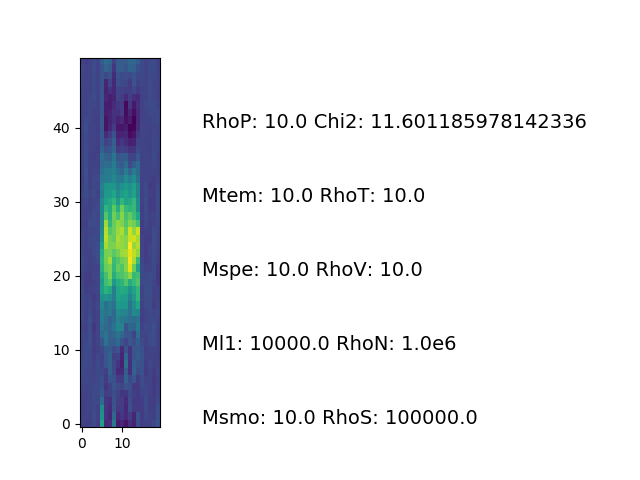 40
30
20
10
0
0 10
RhoP: 10.0 Chi2: 11.601185978142336
Mtem: 10.0 RhoT: 10.0
Mspe: 10.0 RhoV: 10.0
Ml1: 10000.0 RhoN: 1.0e6
Msmo: 10.0 RhoS: 100000.0